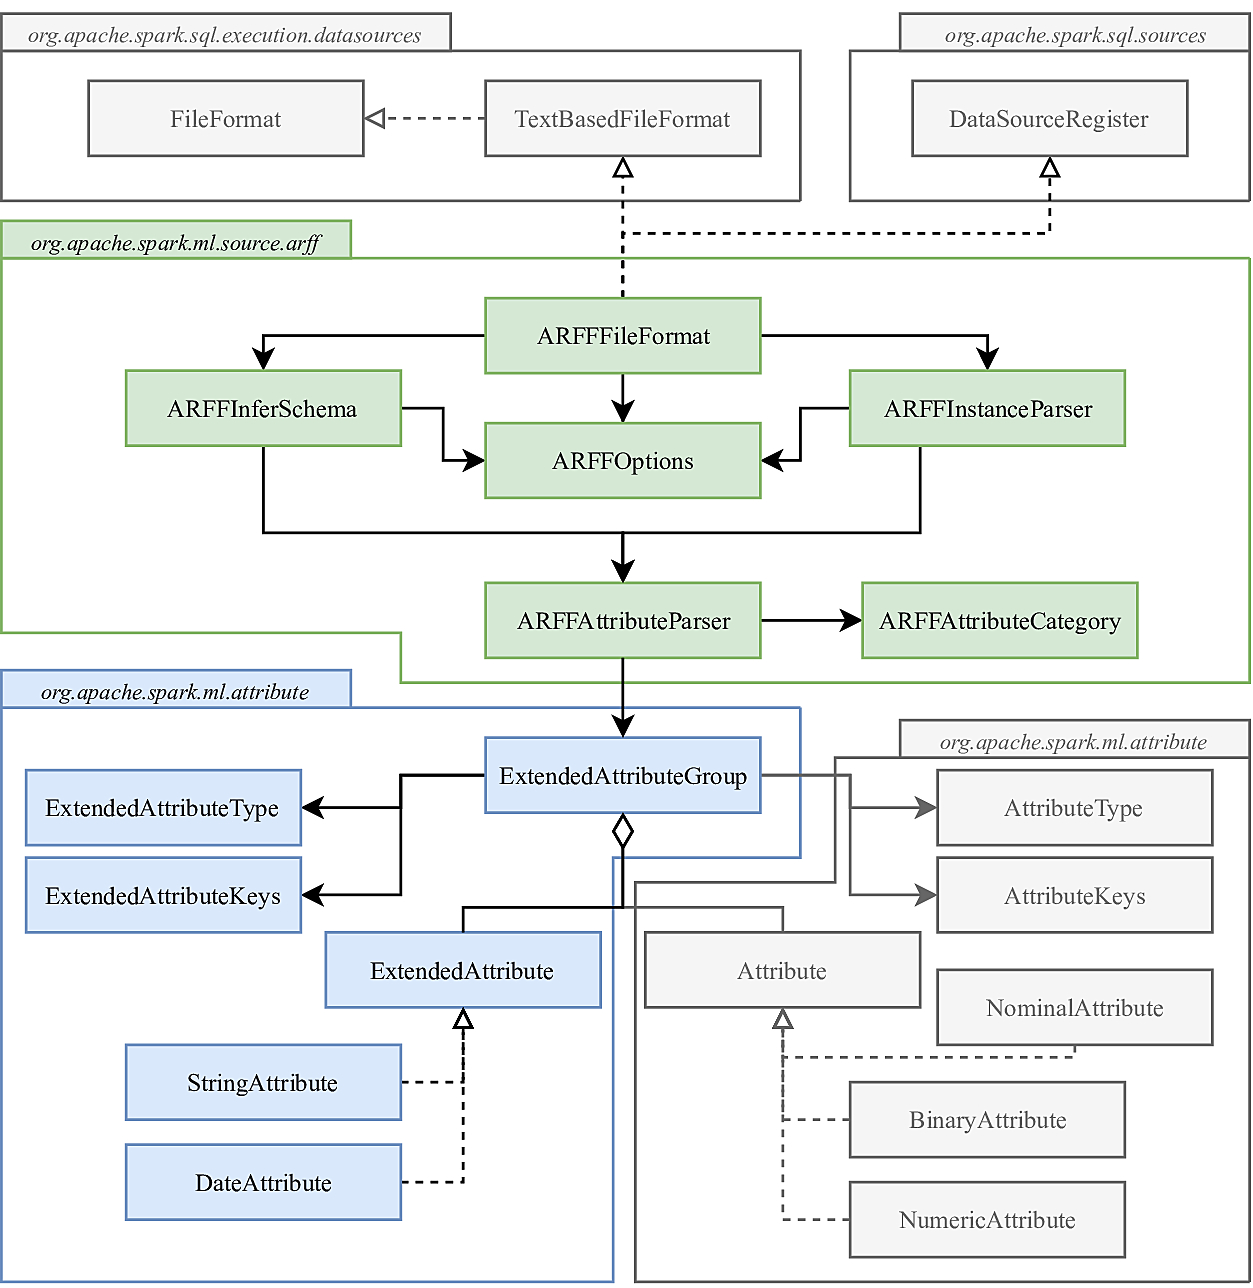 org.apache.spark.sql.execution.datasources
org.apache.spark.sql.sources
FileFormat
TextBasedFileFormat
DataSourceRegister
org.apache.spark.ml.source.arff
ARFFFileFormat
ARFFInferSchema
ARFFInstanceParser
ARFFOptions
ARFFAttributeParser
ARFFAttributeCategory
org.apache.spark.ml.attribute
org.apache.spark.ml.attribute
ExtendedAttributeGroup
ExtendedAttributeType
AttributeType
ExtendedAttributeKeys
AttributeKeys
ExtendedAttribute
Attribute
NominalAttribute
StringAttribute
BinaryAttribute
DateAttribute
NumericAttribute